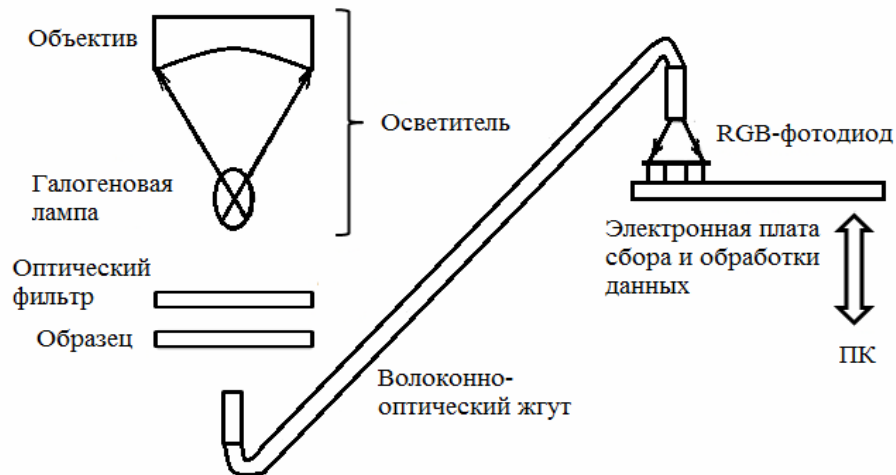 Объектив
Осветитель
Галогеновая
лампа
Оптический
фильтр
Образец
Волоконно-
оптический жгут
RGB-фотодиод
Электронная плата
сбора и обработки
данных
ПК